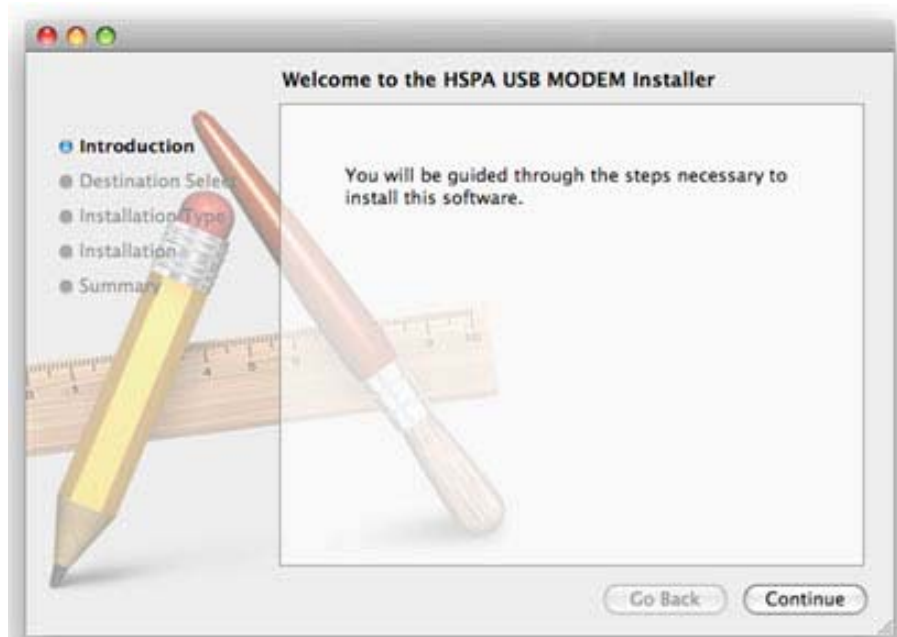 Welcome to the HSPA USB MODEM Installer
Introduction
Destination Select
Installation Type
Installation
Summary
You will be guided through the steps necessary to
install this software.
Go Back
Continue